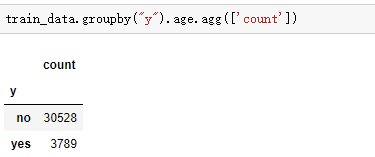 train_data.groupby("y").age.agg(['count'])
count
y
no 30528
yes 3789